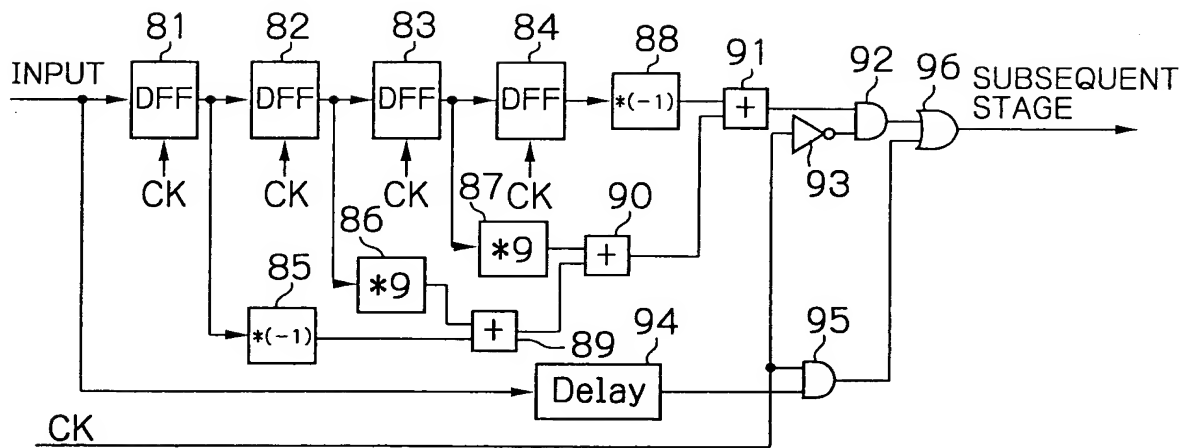 81
82
83
84
88
91
92
96
INPUT
DFF
DFF
DFF
DFF
*(-1)
+
SUBSEQUENT
STAGE
93
CK
CK
CK
CK
87
90
86
*9
+
85
*9
*(-1)
+
89
94
95
Delay
CK